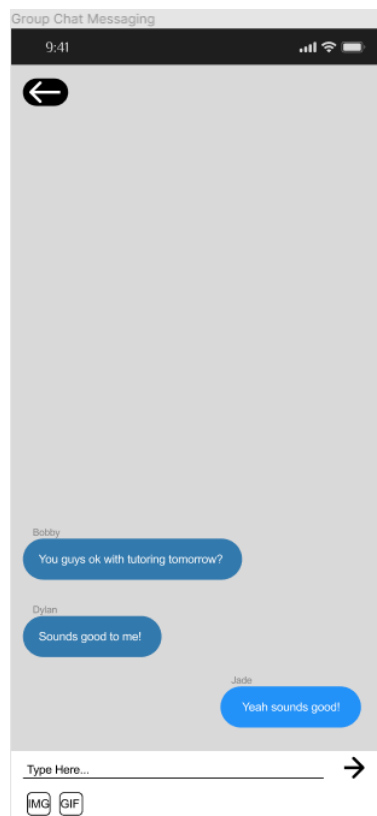 Group Chat Messaging
9:41
Bobby
You guys ok with tutoring tomorrow?
Dylan
Sounds good to me!
Jade
Yeah sounds good!
Type Here...
IMG GIF